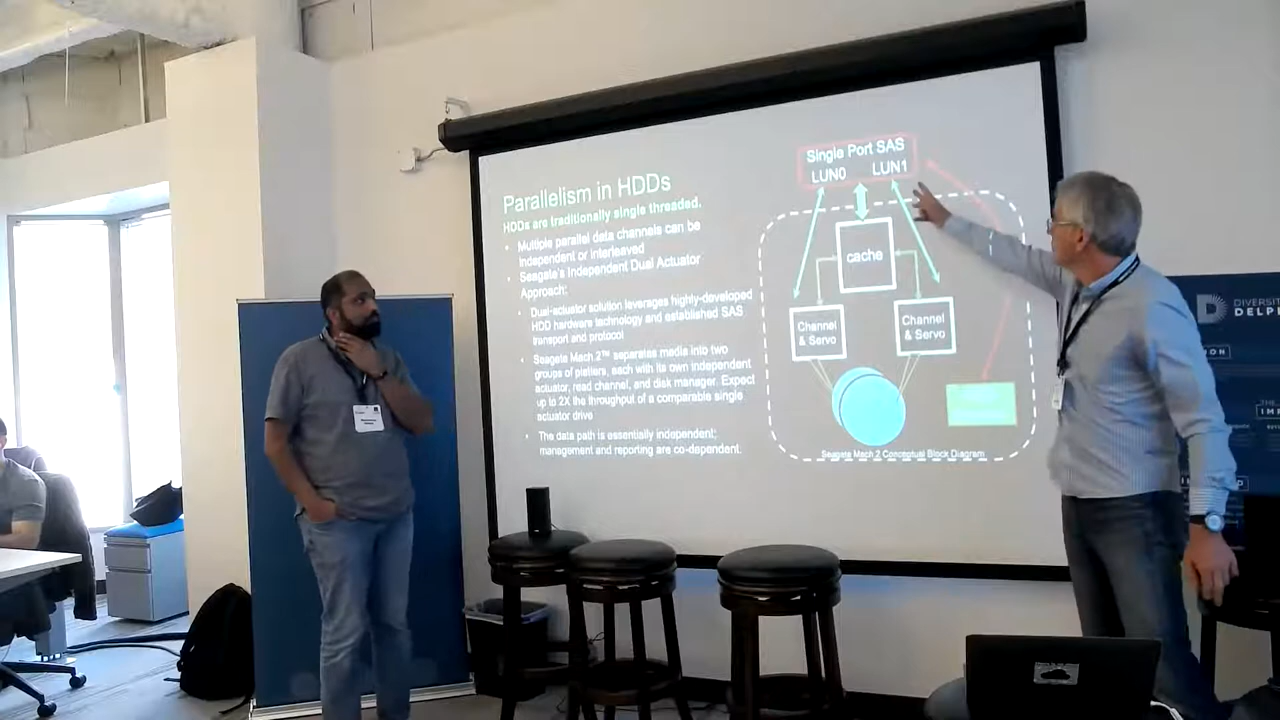 Parallelism in HDDs
HDDs are traditionally single threaded.
Multiple parallel data channels can be
independent or interleaved
Seagate's Independent Dual Actuator
Approach:
Dual-actuator solution leverages highly-developed
HDD hardware technology and established SAS
transport and protocol
Seagate Mach 2™ separates media into two
groups of platters, each with its own independent
actuator, read channel, and disk manager. Expect
up to 2X the throughput of a comparable single
actuator drive
The data path is essentially independent;
management and reporting are co-dependent.
Single Port SAS
LUN0 LUN1
cache
Channel
& Servo
Channel
& Servo
Seagate Mach 2 Conceptual Block Diagram
DIVERSIT
DELPH